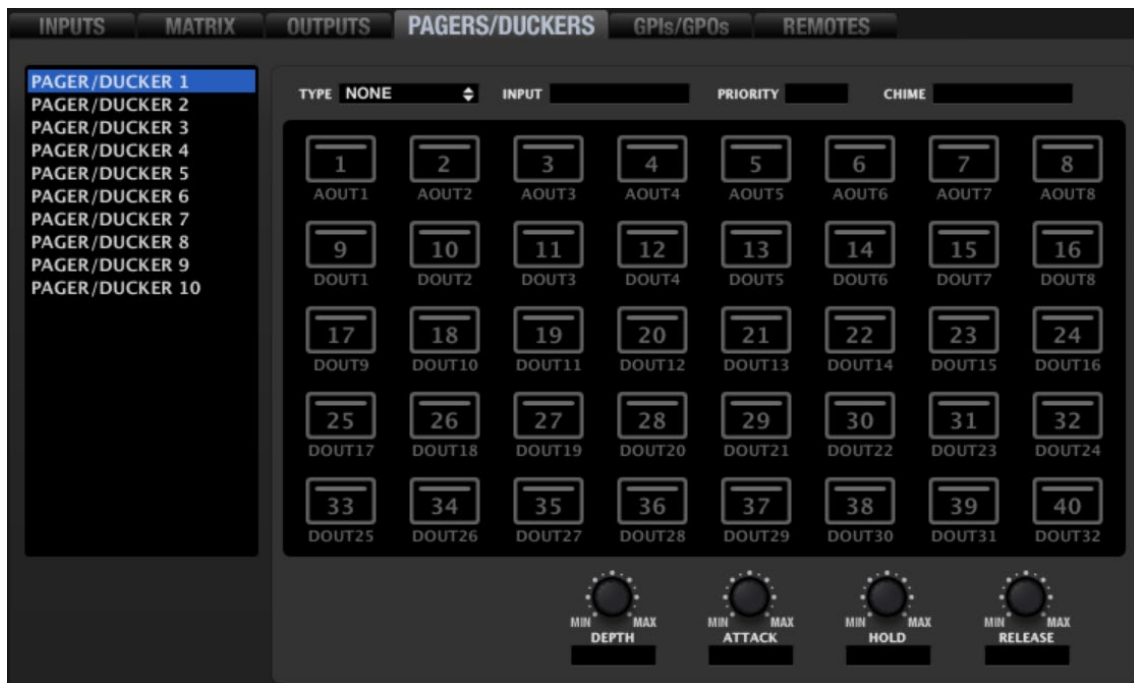 INPUTS MATRIX OUTPUTS PAGERS/DUCKERS GPIs/GPOs REMOTES
PAGER/DUCKER 1
PAGER/DUCKER 2
PAGER/DUCKER 3
PAGER/DUCKER 4
PAGER/DUCKER 5
PAGER/DUCKER 6
PAGER/DUCKER 7
PAGER/DUCKER 8
PAGER/DUCKER 9
PAGER/DUCKER 10
TYPE NONE INPUT PRIORITY CHIME
1 2 3 4 5 6 7 8
AOUT1 AOUT2 AOUT3 AOUT4 AOUT5 AOUT6 AOUT7 AOUT8
9 10 11 12 13 14 15 16
DOUT1 DOUT2 DOUT3 DOUT4 DOUT5 DOUT6 DOUT7 DOUT8
17 18 19 20 21 22 23 24
DOUT9 DOUT10 DOUT11 DOUT12 DOUT13 DOUT14 DOUT15 DOUT16
25 26 27 28 29 30 31 32
DOUT17 DOUT18 DOUT19 DOUT20 DOUT21 DOUT22 DOUT23 DOUT24
33 34 35 36 37 38 39 40
DOUT25 DOUT26 DOUT27 DOUT28 DOUT29 DOUT30 DOUT31 DOUT32
MIN MAX MIN MAX MIN MAX MIN MAX
DEPTH ATTACK HOLD RELEASE